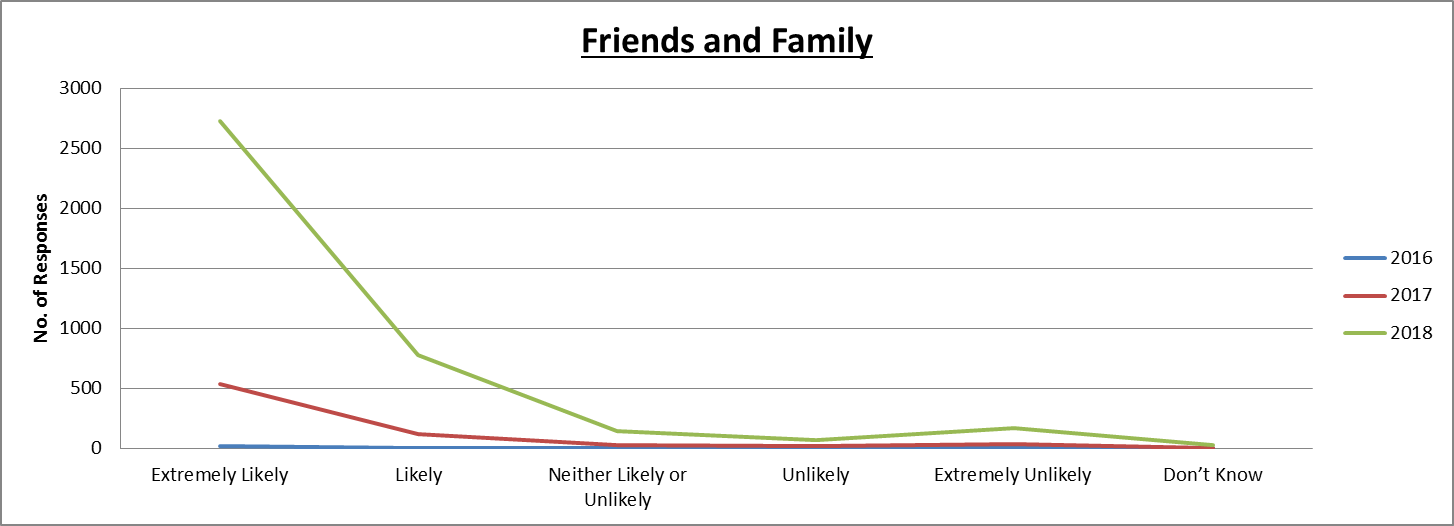 Friends and Family
3000
2500
2000
1500
1000
500
0
No. of Responses
Extremely Likely
Likely
Neither Likely or
Unlikely
Unlikely
Extremely Unlikely
Don’t Know
2016
2017
2018